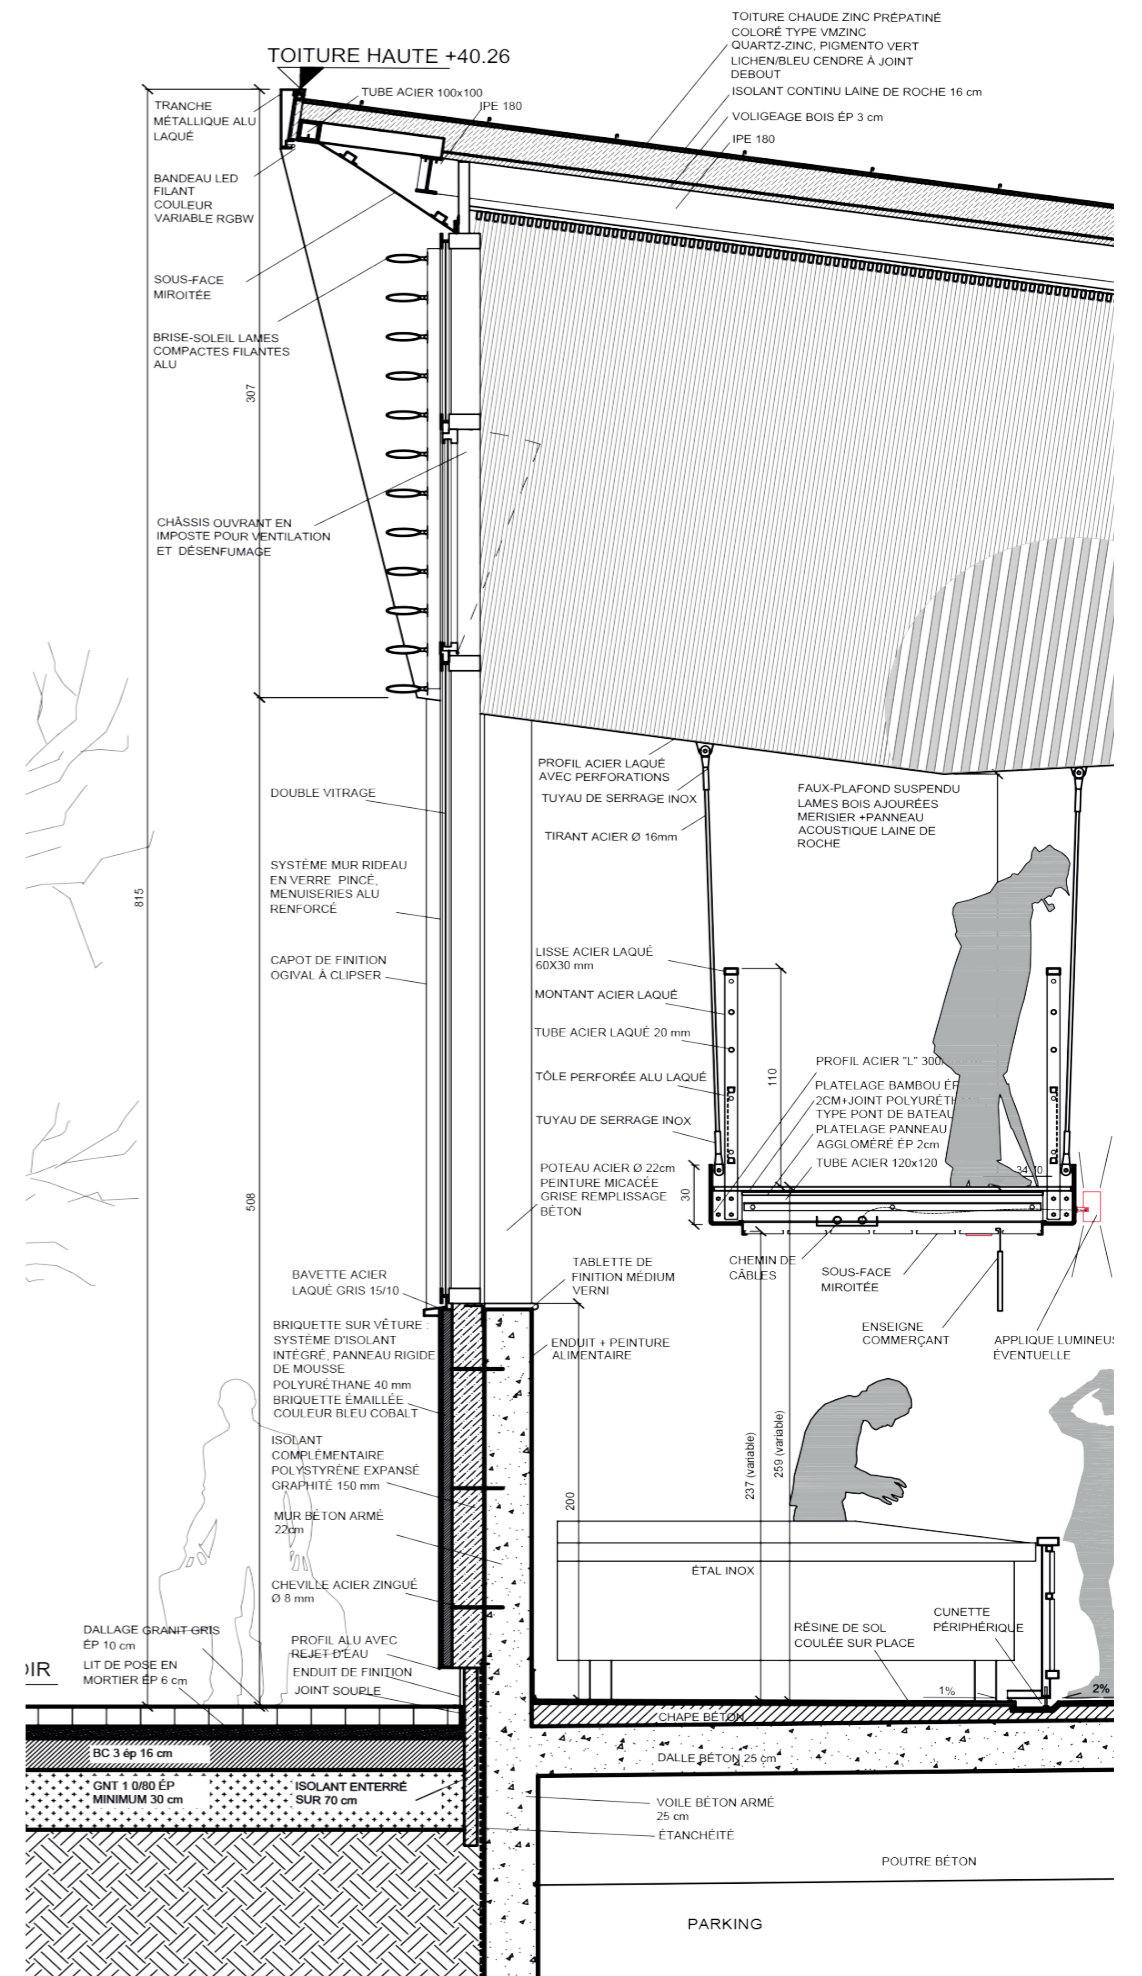 TOITURE CHAUDE ZINC PRÉPATINÉ
COLORÉ TYPE VMZINC
QUARTZ-ZINC, PIGMENTO VERT
LICHEN/BLEU CENDRE À JOINT
DEBOUT
ISOLANT CONTINU LAINE DE ROCHE 16 cm
VOLIGEAGE BOIS ÉP 3 cm
IPE 180
TOITURE HAUTE +40.26
TUBE ACIER 100x100
IPE 180
TRANCHE
MÉTALLIQUE ALU
LAQUÉ
BANDEAU LED
FILANT
COULEUR
VARIABLE RGBW
SOUS-FACE
MIROITÉE
BRISE-SOLEIL LAMES
COMPACTES FILANTES
ALU
307
CHÂSSIS OUVRANT EN
IMPOSTE POUR VENTILATION
ET DÉSENFUMAGE
PROFIL ACIER LAQUÉ
AVEC PERFORATIONS
TUYAU DE SERRAGE INOX
TIRANT ACIER Ø 16mm
FAUX-PLAFOND SUSPENDU
LAMES BOIS AJOURÉES
MERISIER +PANNEAU
ACOUSTIQUE LAINE DE
ROCHE
DOUBLE VITRAGE
SYSTÈME MUR RIDEAU
EN VERRE PINCÉ,
MENUISERIES ALU
RENFORCÉ
815
CAPOT DE FINITION
OGIVAL À CLIPSER
LISSE ACIER LAQUÉ
60X30 mm
MONTANT ACIER LAQUÉ
TUBE ACIER LAQUÉ 20 mm
TÔLE PERFORÉE ALU LAQUÉ
TUYAU DE SERRAGE INOX
110
PROFIL ACIER "L" 300
PLATELAGE BAMBOU ÉP
2CM+JOINT POLYURÉTH
TYPE PONT DE BATEAU
PLATELAGE PANNEAU
AGGLOMÉRÉ ÉP 2cm
TUBE ACIER 120x120
POTEAU ACIER Ø 22cm
PEINTURE MICACÉE
GRISE REMPLISSAGE
BÉTON
30
508
CHEMIN DE
CÂBLES
SOUS-FACE
MIROITÉE
ENSEIGNE
COMMERÇANT
APPLIQUE LUMINEUS
ÉVENTUELLE
TABLETTE DE
FINITION MÉDIUM
VERNI
BAVETTE ACIER
LAQUÉ GRIS 15/10
ENDUIT + PEINTURE
ALIMENTAIRE
BRIQUETTE SUR VÊTURE :
SYSTÈME D'ISOLANT
INTÉGRÉ, PANNEAU RIGIDE
DE MOUSSE
POLYURÉTHANE 40 mm
BRIQUETTE ÉMAILLÉE
COULEUR BLEU COBALT
ISOLANT
COMPLÉMENTAIRE
POLYSTYRÈNE EXPANSÉ
GRAPHITÉ 150 mm
MUR BÉTON ARMÉ
22cm
CHEVILLE ACIER ZINGUÉ
Ø 8 mm
200
237 (variable)
259 (variable)
ÉTAL INOX
RÉSINE DE SOL
COULÉE SUR PLACE
CUNETTE
PÉRIPHÉRIQUE
1%
2%
DALLAGE GRANIT GRIS
ÉP 10 cm
LIT DE POSE EN
MORTIER ÉP 6 cm
OIR
PROFIL ALU AVEC
REJET D'EAU
ENDUIT DE FINITION
JOINT SOUPLE
CHAPE BÉTON
DALLE BÉTON 25 cm
BC 3 ép 16 cm
GNT 1 0/80 ÉP
MINIMUM 30 cm
ISOLANT ENTERRÉ
SUR 70 cm
VOILE BÉTON ARMÉ
25 cm
ÉTANCHÉITÉ
POUTRE BÉTON
PARKING